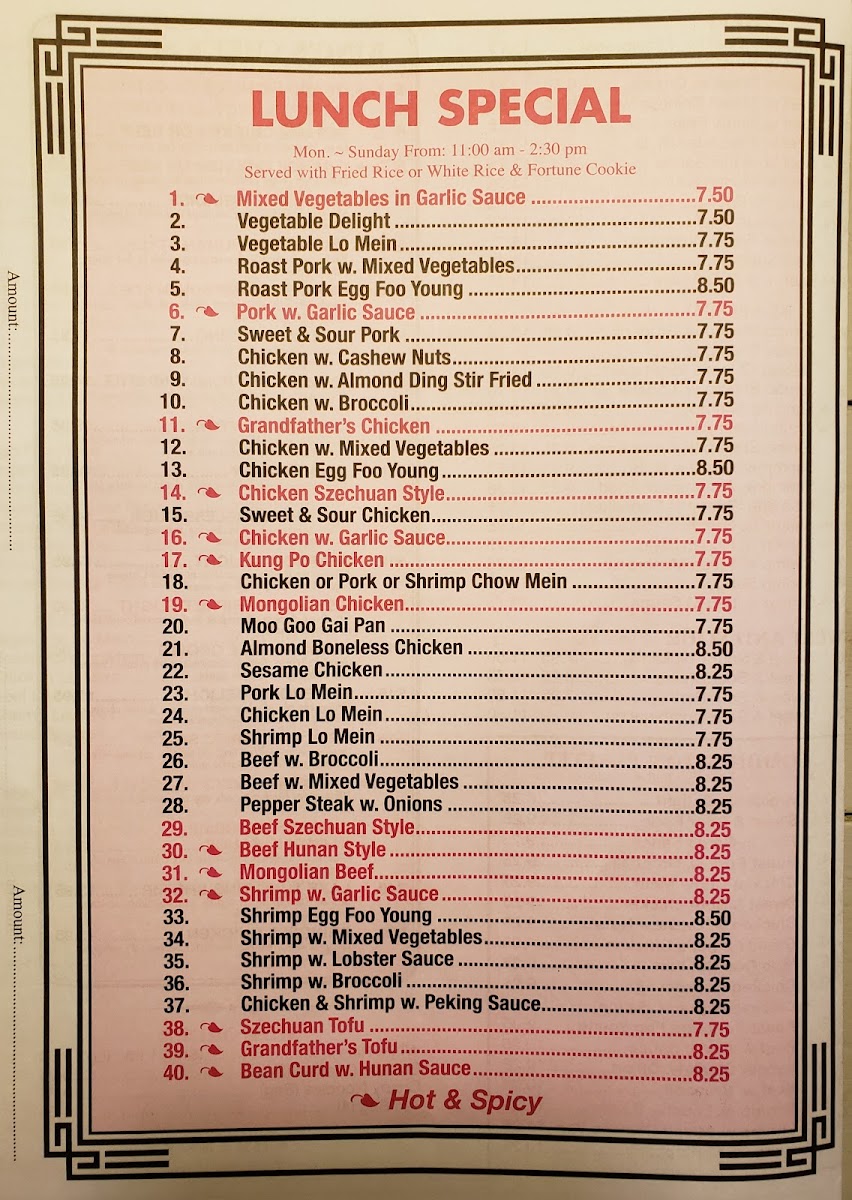 LUNCH SPECIAL
Mon. ~ Sunday From: 11:00 am - 2:30 pm
Served with Fried Rice or White Rice & Fortune Cookie
1. Mixed Vegetables in Garlic Sauce ..............................7.50
2. Vegetable Delight ..............................7.50
3. Vegetable Lo Mein ..............................7.75
4. Roast Pork w. Mixed Vegetables..............................7.75
5. Roast Pork Egg Foo Young ..............................8.50
6. Pork w. Garlic Sauce ..............................7.75
7. Sweet & Sour Pork ..............................7.75
8. Chicken w. Cashew Nuts..............................7.75
9. Chicken w. Almond Ding Stir Fried ..............................7.75
10. Chicken w. Broccoli..............................7.75
11. Grandfather's Chicken ..............................7.75
12. Chicken w. Mixed Vegetables ..............................7.75
13. Chicken Egg Foo Young ..............................8.50
14. Chicken Szechuan Style..............................7.75
15. Sweet & Sour Chicken..............................7.75
16. Chicken w. Garlic Sauce..............................7.75
17. Kung Po Chicken ..............................7.75
18. Chicken or Pork or Shrimp Chow Mein ..............................7.75
19. Mongolian Chicken..............................7.75
20. Moo Goo Gai Pan ..............................7.75
21. Almond Boneless Chicken ..............................8.50
22. Sesame Chicken ..............................8.25
23. Pork Lo Mein..............................7.75
24. Chicken Lo Mein ..............................7.75
25. Shrimp Lo Mein ..............................7.75
26. Beef w. Broccoli..............................8.25
27. Beef w. Mixed Vegetables ..............................8.25
28. Pepper Steak w. Onions ..............................8.25
29. Beef Szechuan Style..............................8.25
30. Beef Hunan Style ..............................8.25
31. Mongolian Beef..............................8.25
32. Shrimp w. Garlic Sauce ..............................8.25
33. Shrimp Egg Foo Young ..............................8.50
34. Shrimp w. Mixed Vegetables..............................8.25
35. Shrimp w. Lobster Sauce ..............................8.25
36. Shrimp w. Broccoli ..............................8.25
37. Chicken & Shrimp w. Peking Sauce..............................8.25
38. Szechuan Tofu ..............................7.75
39. Grandfather's Tofu ..............................8.25
40. Bean Curd w. Hunan Sauce..............................8.25
Hot & Spicy
Amount:..............................
Amount:..............................